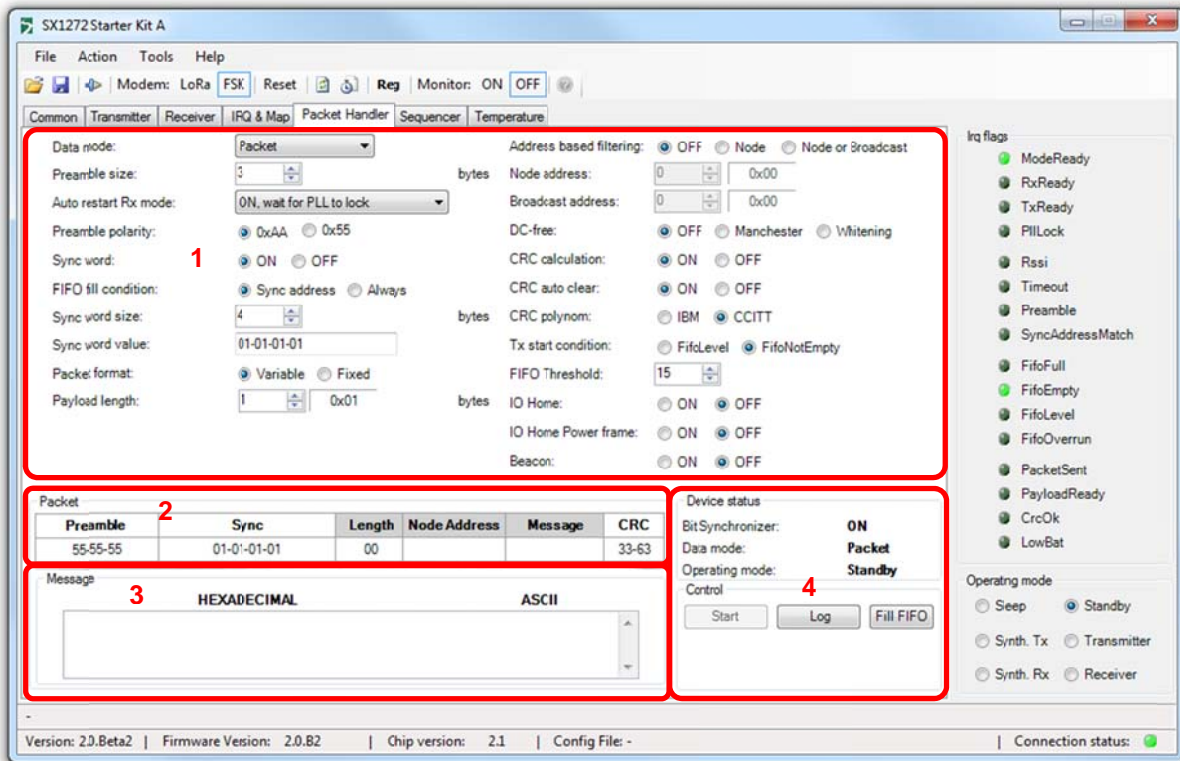 SX1272 Starter Kit A
File Action Tools Help
Modem: LoRa FSK Reset Reg Monitor: ON OFF
Common Transmitter Receiver IRQ & Map Packet Handler Sequencer Temperature
Data mode: Packet
Preamble size: 3 bytes
Auto restart Rx mode: ON, wait for PLL to lock
Preamble polarity: 0xAA 0x55
Sync word: ON OFF
1
FIFO fill condition: Sync address Always
Sync word size: 4 bytes
Sync word value: 01-01-01-01
Packet format: Variable Fixed
Payload length: 1 0x01 bytes
Address based filtering: OFF Node Node or Broadcast
Node address: 0 0x00
Broadcast address: 0 0x00
DC-free: OFF Manchester Whitening
CRC calculation: ON OFF
CRC auto clear: ON OFF
CRC polynom: IBM CCITT
Tx start condition: FifoLevel FifoNotEmpty
FIFO Threshold: 15
IO Home: ON OFF
IO Home Power frame: ON OFF
Beacon: ON OFF
Packet
2
Preamble Sync Length Node Address Message CRC
55-55-55 01-01-01-01 00 33-63
Message
3
HEXADECIMAL ASCII
Device status
Bit Synchronizer: ON
Data mode: Packet
Operating mode: Standby
4
Control
Start Log Fill FIFO
Irq flags
ModeReady
RxReady
TxReady
PllLock
Rssi
Timeout
Preamble
SyncAddressMatch
FifoFull
FifoEmpty
FifoLevel
FifoOverrun
PacketSent
PayloadReady
CrcOk
LowBat
Operating mode
Sleep Standby
Synth. Tx Transmitter
Synth. Rx Receiver
-
Version: 2.0.Beta2 | Firmware Version: 2.0.B2 | Chip version: 2.1 | Config File: - | Connection status: